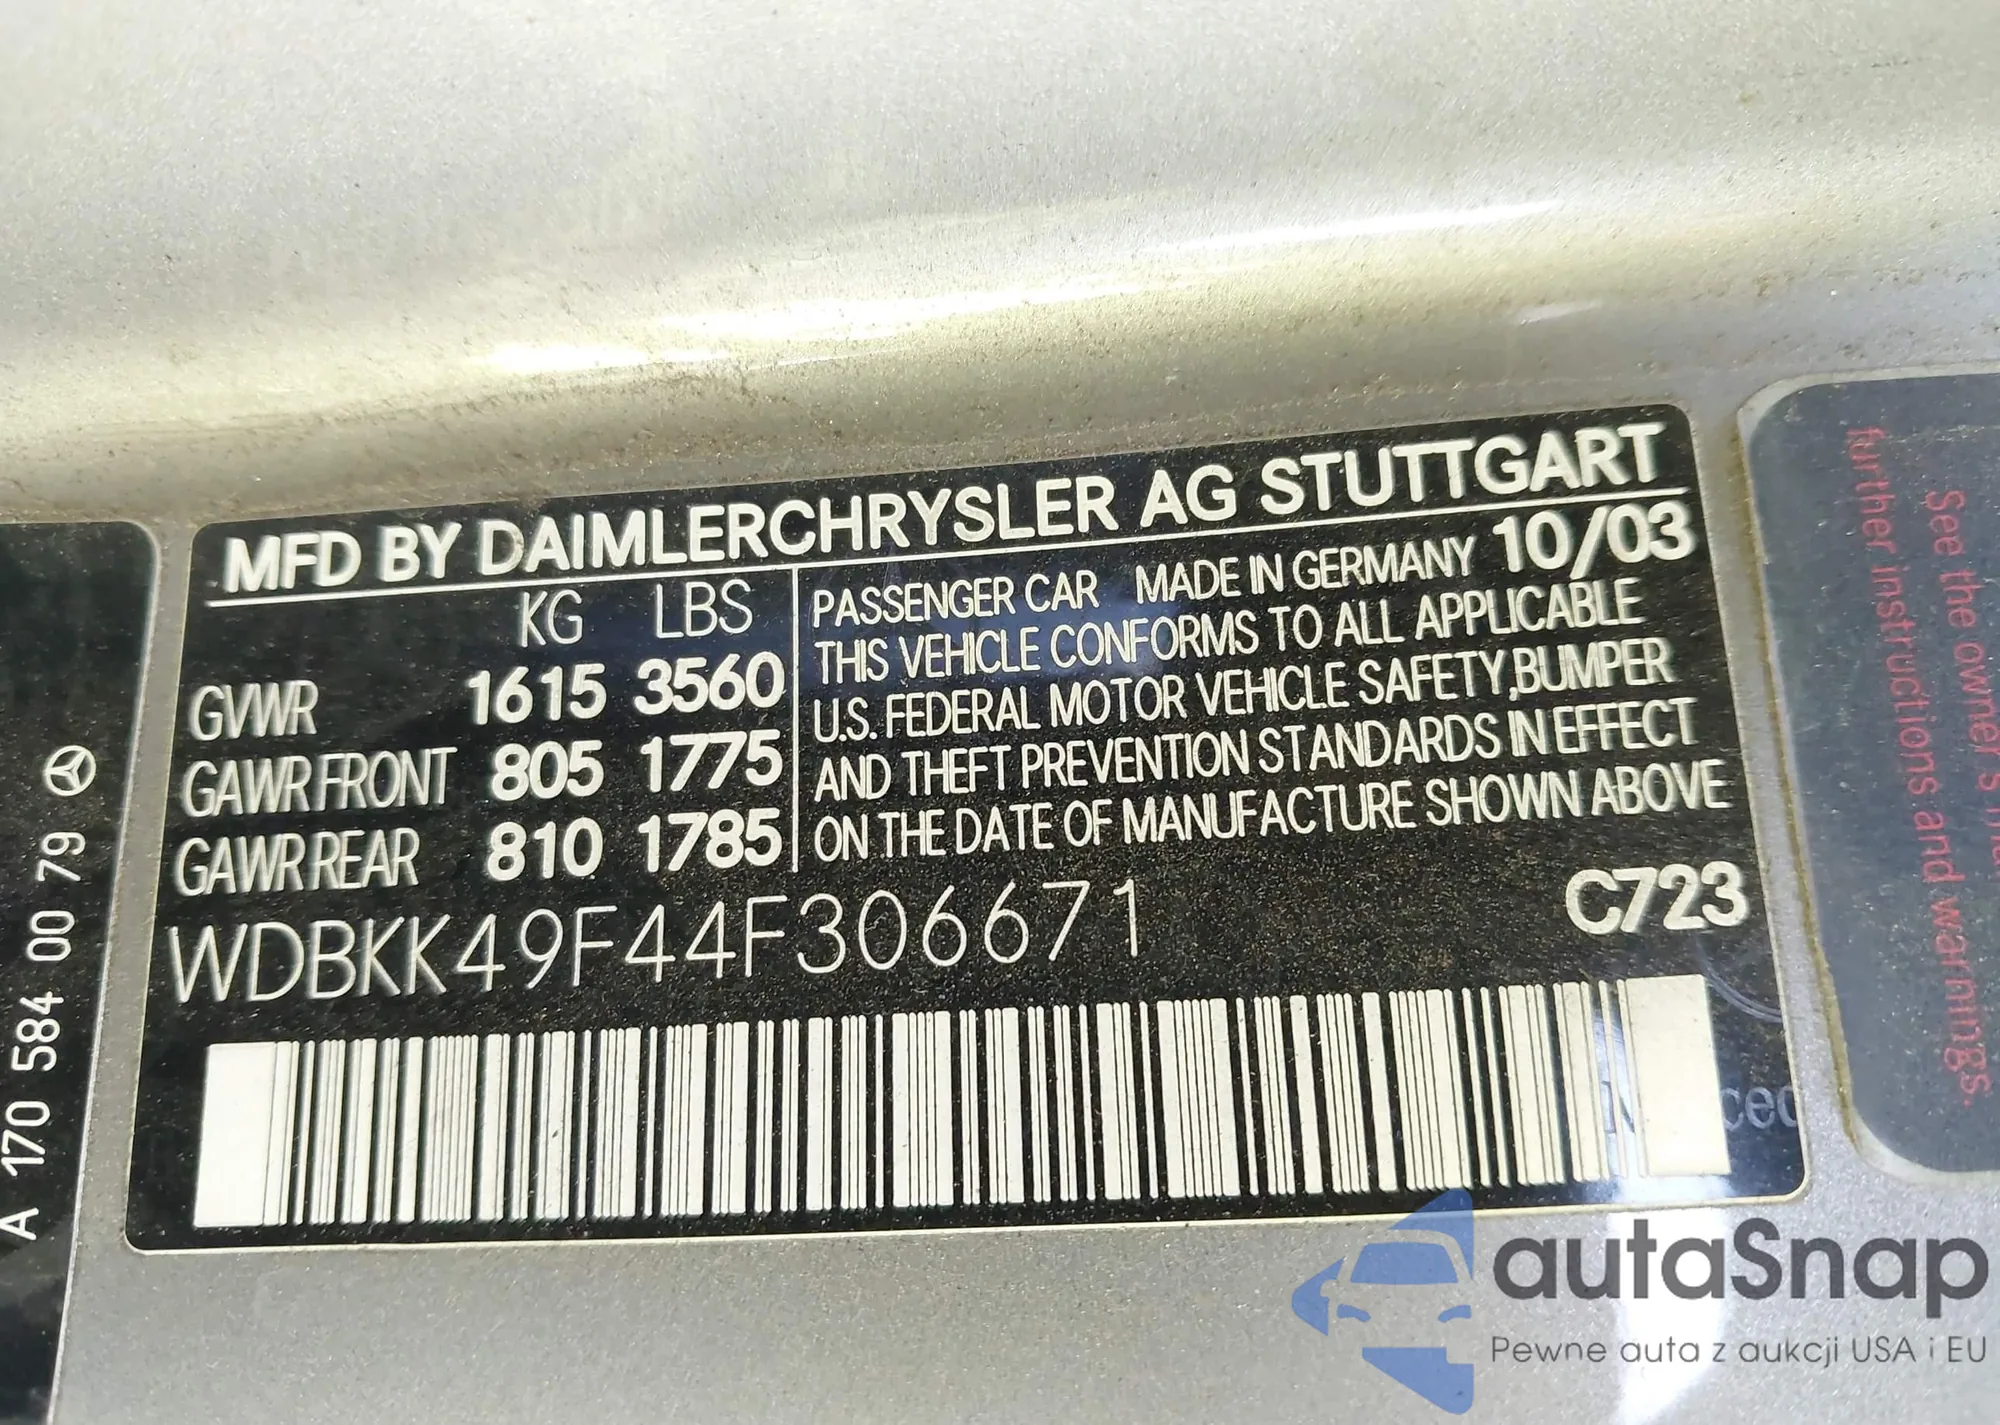 MFD BY DAIMLERCHRYSLER AG STUTTGART
KG LBS
GVWR 1615 3560
GAWR FRONT 805 1775
GAWR REAR 810 1785
PASSENGER CAR MADE IN GERMANY 10/03
THIS VEHICLE CONFORMS TO ALL APPLICABLE
U.S. FEDERAL MOTOR VEHICLE SAFETY, BUMPER
AND THEFT PREVENTION STANDARDS IN EFFECT
ON THE DATE OF MANUFACTURE SHOWN ABOVE
WDBKK49F44F306671
C723
A 170 584 00 79
See the owner's
further instructions and warnings.
autaSnap
Pewne auta z aukcji USA i EU